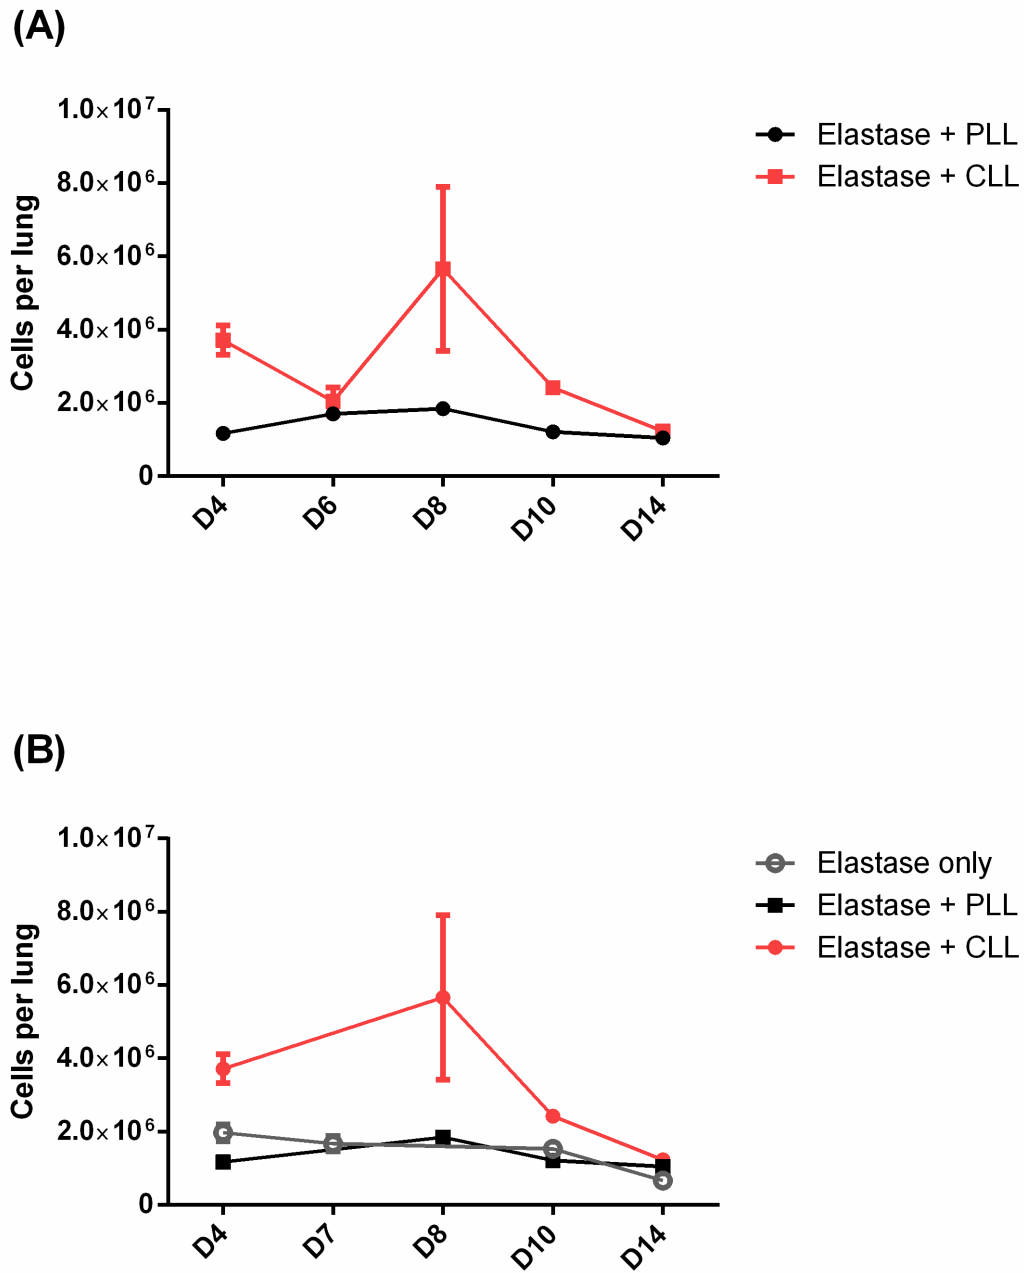 (A)
1.0×10⁷
8.0×10⁶
6.0×10⁶
4.0×10⁶
2.0×10⁶
0
Cells per lung
D4 D6 D8 D10 D14
Elastase + PLL
Elastase + CLL
(B)
1.0×10⁷
8.0×10⁶
6.0×10⁶
4.0×10⁶
2.0×10⁶
0
Cells per lung
D4 D7 D8 D10 D14
Elastase only
Elastase + PLL
Elastase + CLL